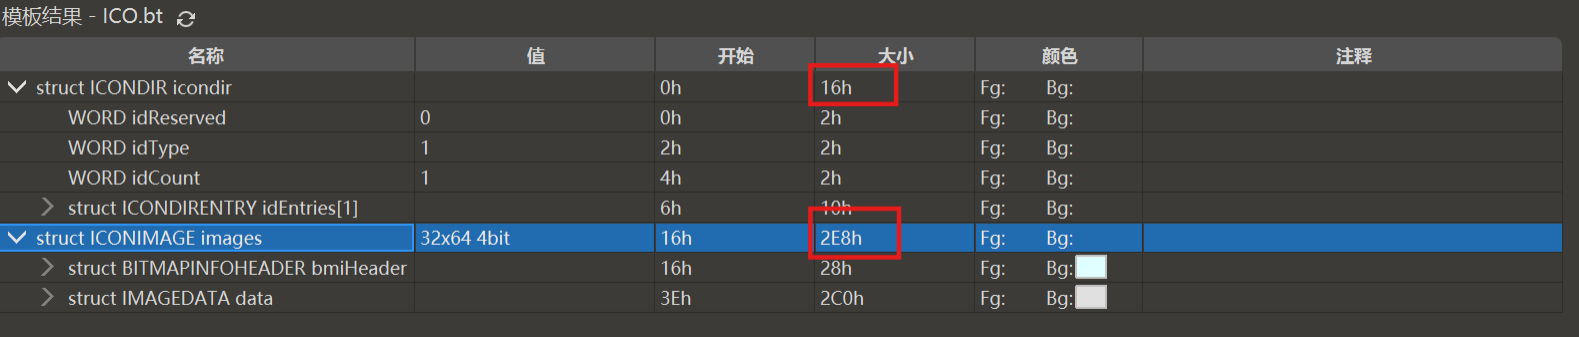 模板结果 - ICO.bt
名称 值 开始 大小 颜色 注释
struct ICONDIR icondir 0h 16h Fg: Bg:
WORD idReserved 0 0h 2h Fg: Bg:
WORD idType 1 2h 2h Fg: Bg:
WORD idCount 1 4h 2h Fg: Bg:
struct ICONDIRENTRY idEntries[1] 6h 10h Fg: Bg:
struct ICONIMAGE images 32x64 4bit 16h 2E8h Fg: Bg:
struct BITMAPINFOHEADER bmiHeader 16h 28h Fg: Bg:
struct IMAGEDATA data 3Eh 2C0h Fg: Bg: